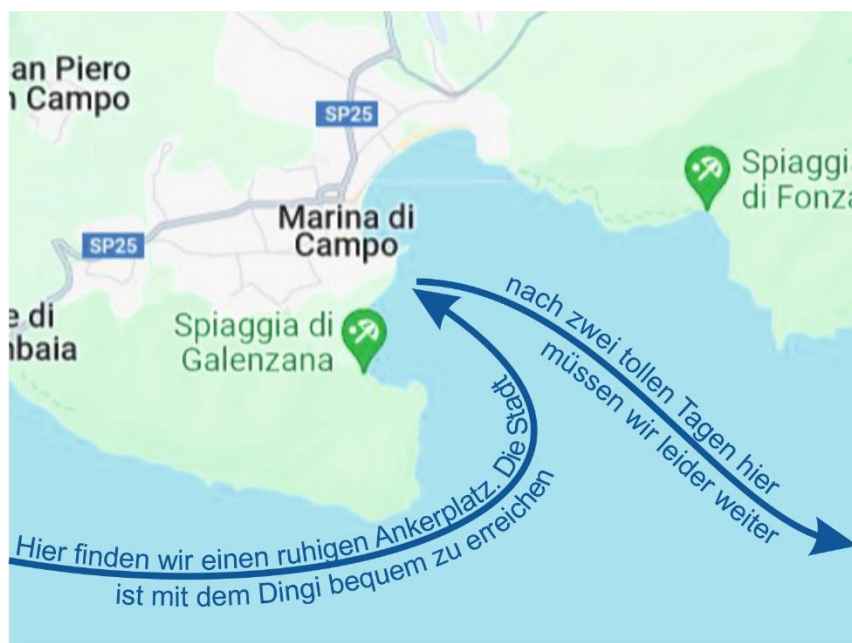 an Piero
n Campo
SP25
Spiaggia
di Fonza
Marina di
Campo
SP25
e di
nbaia
Spiaggia di
Galenzana
nach zwei tollen Tagen hier
müssen wir leider weiter
Hier finden wir einen ruhigen Ankerplatz. Die Stadt
ist mit dem Dingi bequem zu erreichen